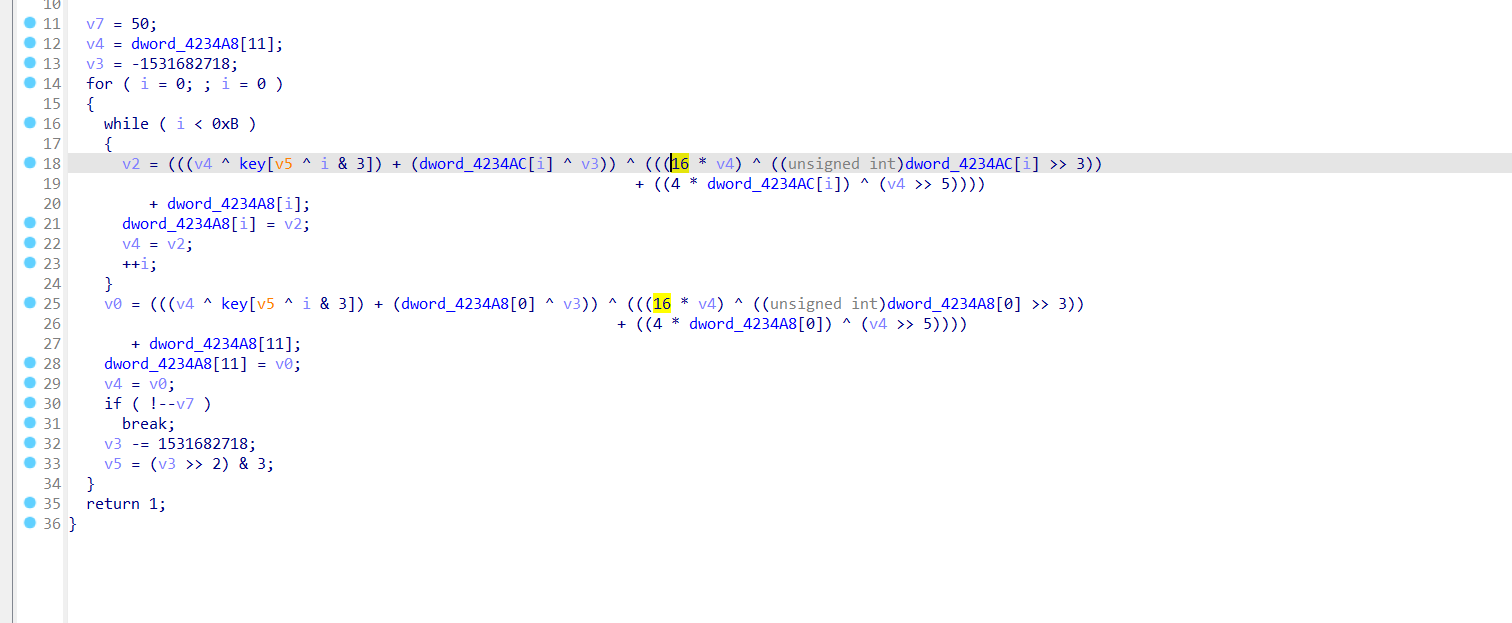 10
11 v7 = 50;
12 v4 = dword_4234A8[11];
13 v3 = -1531682718;
14 for ( i = 0; ; i = 0 )
15 {
16 while ( i < 0xB )
17 {
18 v2 = (((v4 ^ key[v5 ^ i & 3]) + (dword_4234AC[i] ^ v3)) ^ (((16 * v4) ^ ((unsigned int)dword_4234AC[i] >> 3))
19 + ((4 * dword_4234AC[i]) ^ (v4 >> 5))))
20 + dword_4234A8[i];
21 dword_4234A8[i] = v2;
22 v4 = v2;
23 ++i;
24 }
25 v0 = (((v4 ^ key[v5 ^ i & 3]) + (dword_4234A8[0] ^ v3)) ^ (((16 * v4) ^ ((unsigned int)dword_4234A8[0] >> 3))
26 + ((4 * dword_4234A8[0]) ^ (v4 >> 5))))
27 + dword_4234A8[11];
28 dword_4234A8[11] = v0;
29 v4 = v0;
30 if ( !--v7 )
31 break;
32 v3 -= 1531682718;
33 v5 = (v3 >> 2) & 3;
34 }
35 return 1;
36 }